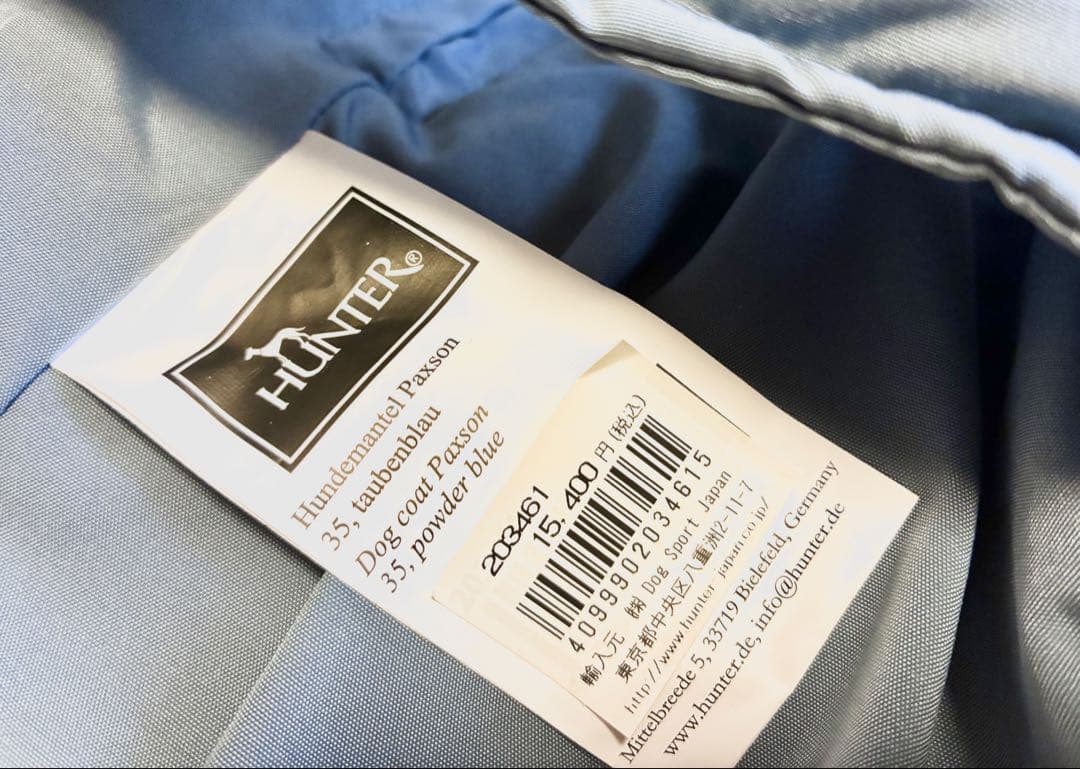 HUNTER®
Hundemantel Paxson
35, taubenblau
Dog coat Paxson
35, powder blue
203461
15,400円(税込)
4099990203461 5
輸入元 ㈱ Dog Sport Japan
東京都中央区八重洲2-11-7
http://www.hunter-japan.co.jp/
Mittelbreede 5, 33719 Bielefeld, Germany
www.hunter.de, info@hunter.de